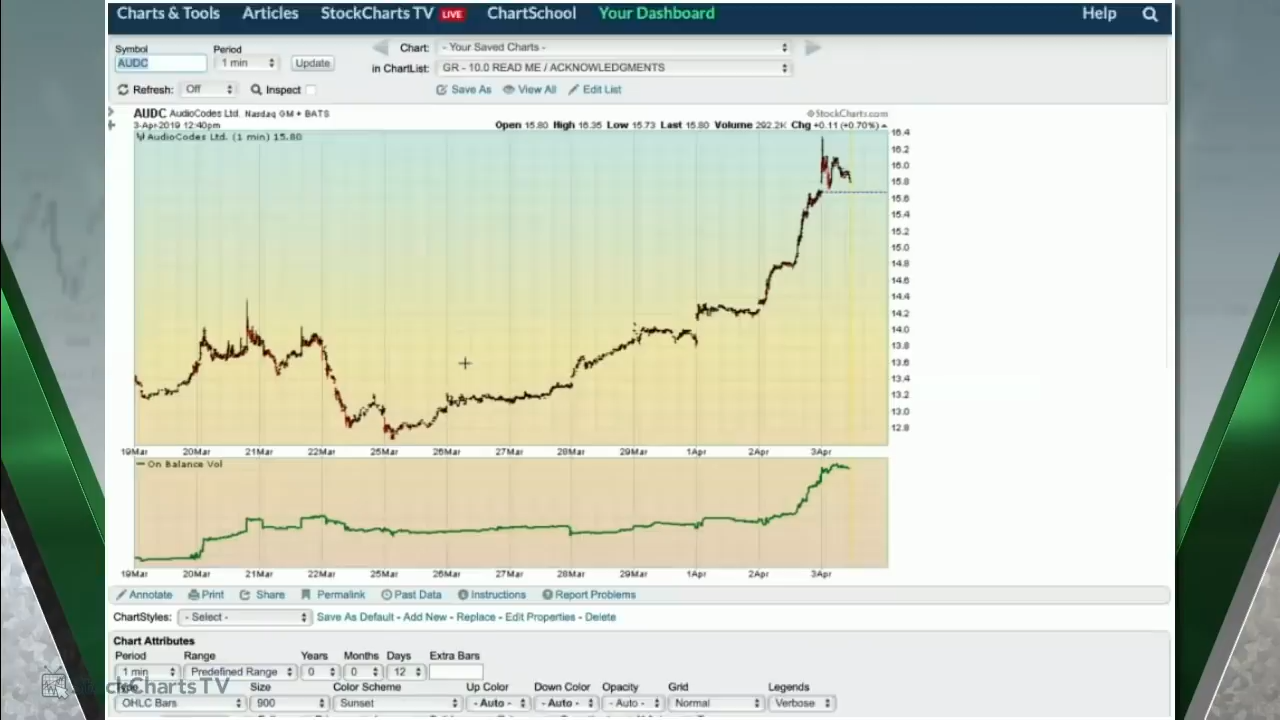 Charts & Tools Articles StockCharts TV LIVE ChartSchool Your Dashboard Help
Symbol Period Chart: - Your Saved Charts -
AUDC 1 min Update in ChartList: GR - 10.0 READ ME / ACKNOWLEDGMENTS
Refresh: Off Inspect Save As View All Edit List
AUDC AudioCodes Ltd. Nasdaq GM + BATS © StockCharts.com
3-Apr-2019 12:40pm Open 15.80 High 16.35 Low 15.73 Last 15.80 Volume 292.2K Chg +0.11 (+0.70%)
AudioCodes Ltd. (1 min) 15.80
16.4
16.2
16.0
15.8
15.6
15.4
15.2
15.0
14.8
14.6
14.4
14.2
14.0
13.8
13.6
13.4
13.2
13.0
12.8
19Mar 20Mar 21Mar 22Mar 25Mar 26Mar 27Mar 28Mar 29Mar 1Apr 2Apr 3Apr
On Balance Vol
19Mar 20Mar 21Mar 22Mar 25Mar 26Mar 27Mar 28Mar 29Mar 1Apr 2Apr 3Apr
Annotate Print Share Permalink Past Data Instructions Report Problems
ChartStyles: - Select - Save As Default - Add New - Replace - Edit Properties - Delete
Chart Attributes
Period Range Years Months Days Extra Bars
1 min Predefined Range 0 0 12
StockChartsTV
Type Size Color Scheme Up Color Down Color Opacity Grid Legends
OHLC Bars 900 Sunset - Auto - - Auto - - Auto - Normal Verbose